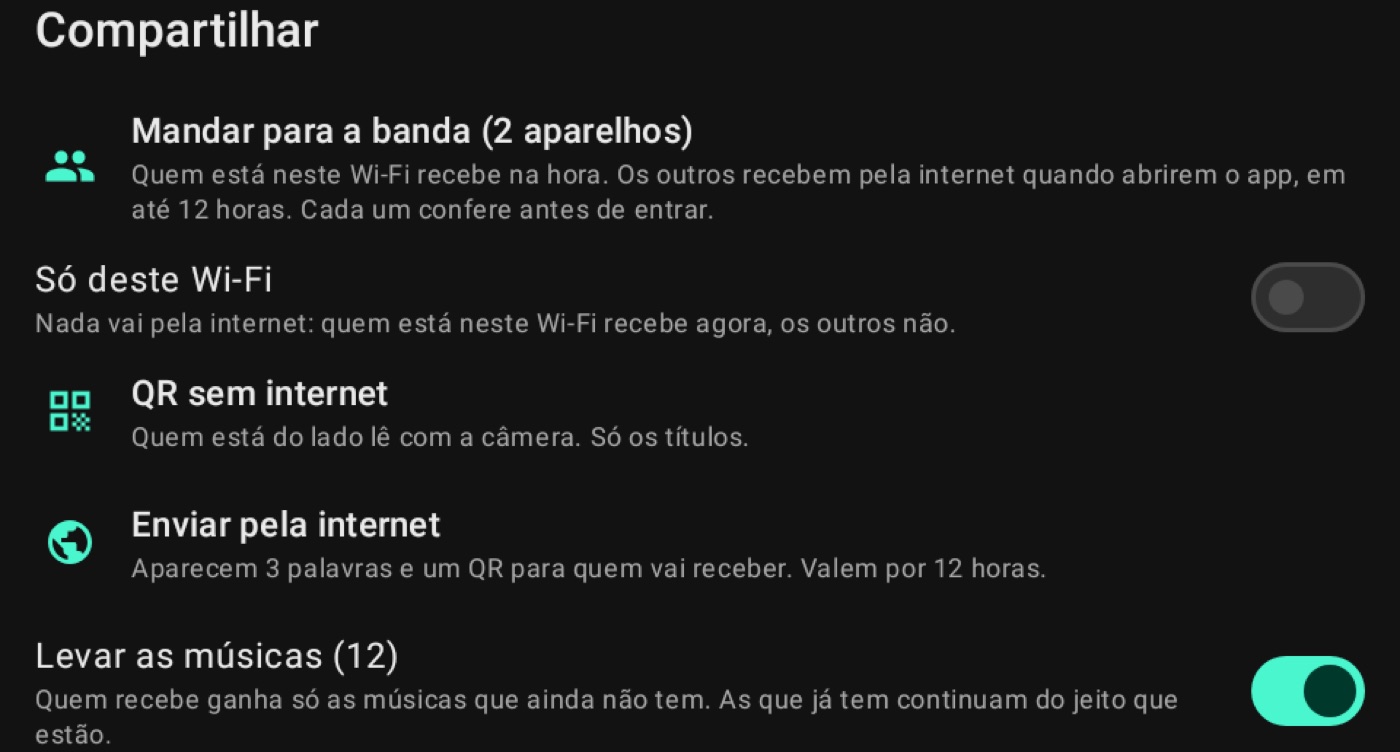 Compartilhar
Mandar para a banda (2 aparelhos)
Quem está neste Wi-Fi recebe na hora. Os outros recebem pela internet quando abrirem o app, em
até 12 horas. Cada um confere antes de entrar.
Só deste Wi-Fi
Nada vai pela internet: quem está neste Wi-Fi recebe agora, os outros não.
QR sem internet
Quem está do lado lê com a câmera. Só os títulos.
Enviar pela internet
Aparecem 3 palavras e um QR para quem vai receber. Valem por 12 horas.
Levar as músicas (12)
Quem recebe ganha só as músicas que ainda não tem. As que já tem continuam do jeito que
estão.